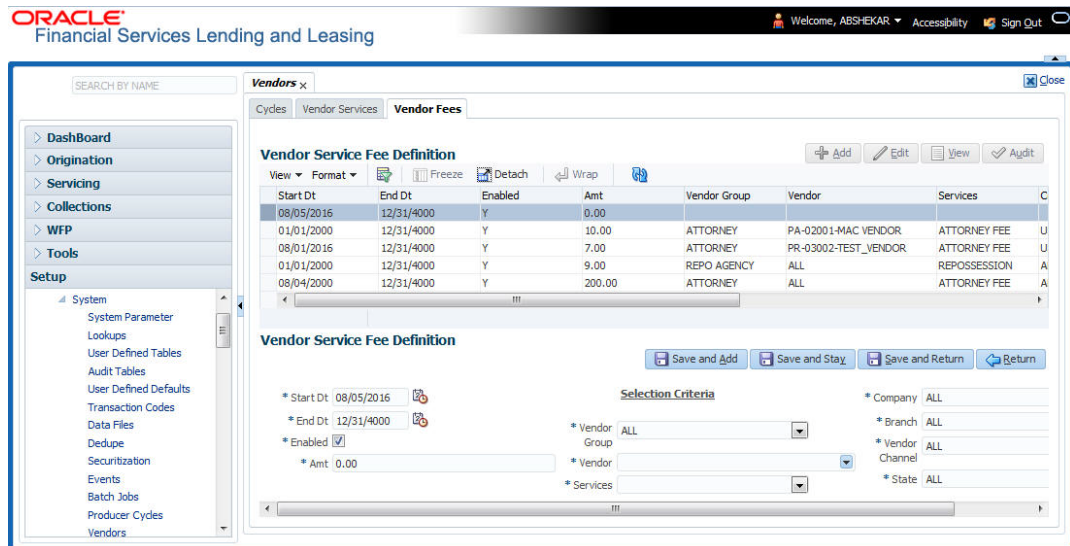 ORACLE
Financial Services Lending and Leasing
Welcome, ABSHEKAR Accessibility Sign Out
SEARCH BY NAME
Vendors
Close
Cycles Vendor Services Vendor Fees
DashBoard
Origination
Servicing
Collections
WFP
Tools
Setup
System
System Parameter
Lookups
User Defined Tables
Audit Tables
User Defined Defaults
Transaction Codes
Data Files
Dedupe
Securitization
Events
Batch Jobs
Producer Cycles
Vendors
Vendor Service Fee Definition
Add Edit View Audit
View Format Freeze Detach Wrap
Start Dt End Dt Enabled Amt Vendor Group Vendor Services C
08/05/2016 12/31/4000 Y 0.00
01/01/2000 12/31/4000 Y 10.00 ATTORNEY PA-02001-MAC VENDOR ATTORNEY FEE U
08/01/2016 12/31/4000 Y 7.00 ATTORNEY PR-03002-TEST_VENDOR ATTORNEY FEE U
01/01/2000 12/31/4000 Y 9.00 REPO AGENCY ALL REPOSSESSION A
08/04/2000 12/31/4000 Y 200.00 ATTORNEY ALL ATTORNEY FEE A
Vendor Service Fee Definition
Save and Add Save and Stay Save and Return Return
* Start Dt 08/05/2016
* End Dt 12/31/4000
* Enabled
* Amt 0.00
Selection Criteria
* Vendor Group ALL
* Vendor
* Services
* Company ALL
* Branch ALL
* Vendor Channel ALL
* State ALL